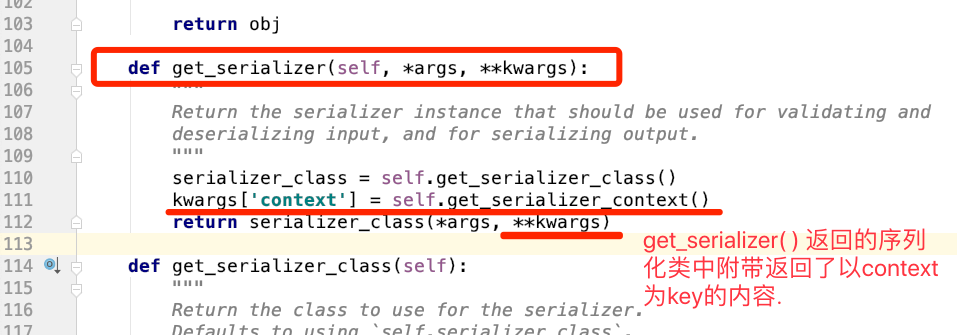 102
103 return obj
104
105 def get_serializer(self, *args, **kwargs):
106 """
107 Return the serializer instance that should be used for validating and
108 deserializing input, and for serializing output.
109 """
110 serializer_class = self.get_serializer_class()
111 kwargs['context'] = self.get_serializer_context()
112 return serializer_class(*args, **kwargs)
113
get_serializer( ) 返回的序列
化类中附带返回了以context
为key的内容.
114 def get_serializer_class(self):
115 """
116 Return the class to use for the serializer.
117 Defaults to using `self.serializer_class`.